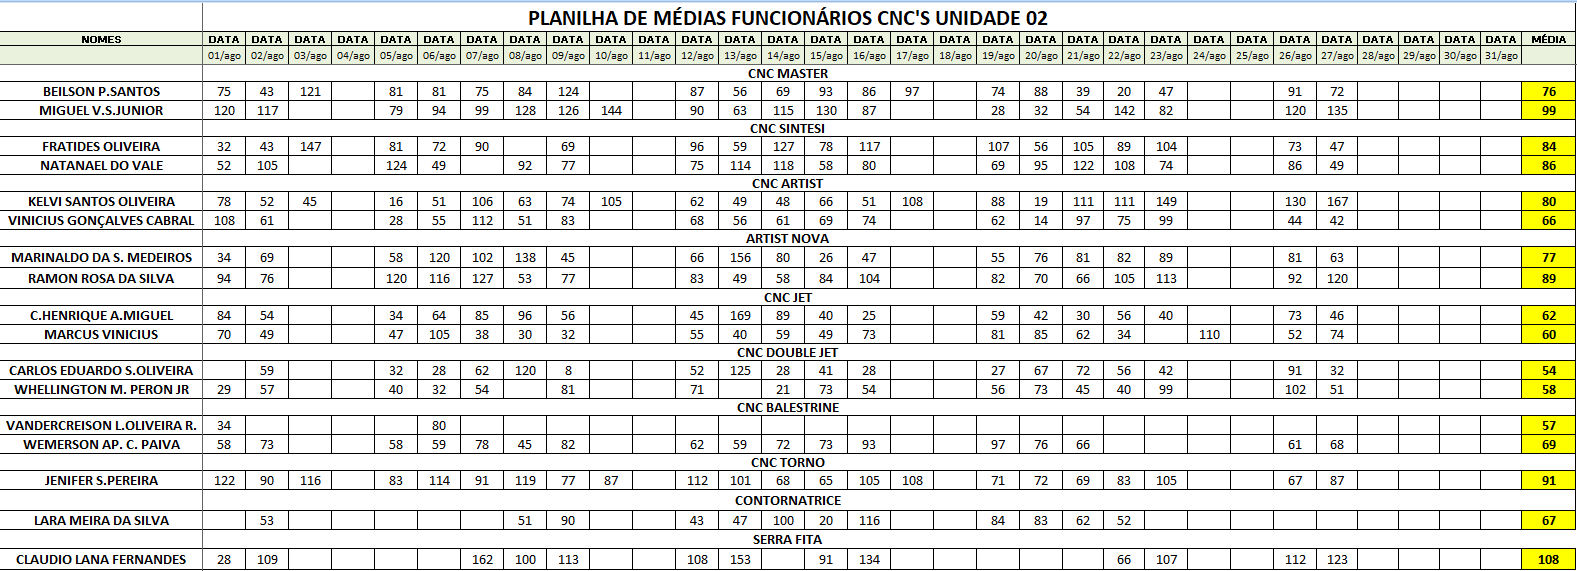 PLANILHA DE MÉDIAS FUNCIONÁRIOS CNC'S UNIDADE 02
NOMES DATA DATA DATA DATA DATA DATA DATA DATA DATA DATA DATA DATA DATA DATA DATA DATA DATA DATA DATA DATA DATA DATA DATA DATA DATA DATA DATA DATA DATA DATA DATA MÉDIA
01/ago 02/ago 03/ago 04/ago 05/ago 06/ago 07/ago 08/ago 09/ago 10/ago 11/ago 12/ago 13/ago 14/ago 15/ago 16/ago 17/ago 18/ago 19/ago 20/ago 21/ago 22/ago 23/ago 24/ago 25/ago 26/ago 27/ago 28/ago 29/ago 30/ago 31/ago
CNC MASTER
BEILSON P.SANTOS 75 43 121 81 81 75 84 124 87 56 69 93 86 97 74 88 39 20 47 91 72 76
MIGUEL V.S.JUNIOR 120 117 79 94 99 128 126 144 90 63 115 130 87 28 32 54 142 82 120 135 99
CNC SINTESI
FRATIDES OLIVEIRA 32 43 147 81 72 90 69 96 59 127 78 117 107 56 105 89 104 73 47 84
NATANAEL DO VALE 52 105 124 49 92 77 75 114 118 58 80 69 95 122 108 74 86 49 86
CNC ARTIST
KELVI SANTOS OLIVEIRA 78 52 45 16 51 106 63 74 105 62 49 48 66 51 108 88 19 111 111 149 130 167 80
VINICIUS GONÇALVES CABRAL 108 61 28 55 112 51 83 68 56 61 69 74 62 14 97 75 99 44 42 66
ARTIST NOVA
MARINALDO DA S. MEDEIROS 34 69 58 120 102 138 45 66 156 80 26 47 55 76 81 82 89 81 63 77
RAMON ROSA DA SILVA 94 76 120 116 127 53 77 83 49 58 84 104 82 70 66 105 113 92 120 89
CNC JET
C.HENRIQUE A.MIGUEL 84 54 34 64 85 96 56 45 169 89 40 25 59 42 30 56 40 73 46 62
MARCUS VINICIUS 70 49 47 105 38 30 32 55 40 59 49 73 81 85 62 34 110 52 74 60
CNC DOUBLE JET
CARLOS EDUARDO S.OLIVEIRA 59 32 28 62 120 8 52 125 28 41 28 27 67 72 56 42 91 32 54
WHELLINGTON M. PERON JR 29 57 40 32 54 81 71 21 73 54 56 73 45 40 99 102 51 58
CNC BALESTRINE
VANDERCREISON L.OLIVEIRA R. 34 80 57
WEMERSON AP. C. PAIVA 58 73 58 59 78 45 82 62 59 72 73 93 97 76 66 61 68 69
CNC TORNO
JENIFER S.PEREIRA 122 90 116 83 114 91 119 77 87 112 101 68 65 105 108 71 72 69 83 105 67 87 91
CONTORNATRICE
LARA MEIRA DA SILVA 53 51 90 43 47 100 20 116 84 83 62 52 67
SERRA FITA
CLAUDIO LANA FERNANDES 28 109 162 100 113 108 153 91 134 66 107 112 123 108